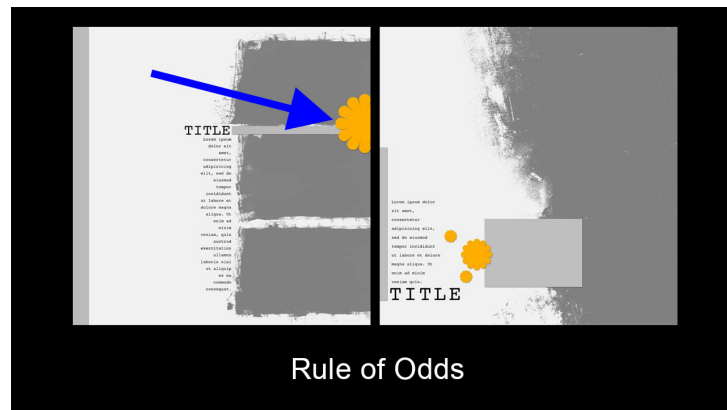 TITLE
Lorem ipsum
dolor sit
amet,
consectetur
adipisicing
elit, sed do
eiusmod
tempor
incididunt
ut labore et
dolore magna
aliqua. Ut
enim ad
minim
veniam, quis
nostrud
exercitation
ullamco
laboris nisi
ut aliquip
ex ea
commodo
consequat.
Lorem ipsum dolor
sit amet,
consectetur
adipisicing elit,
sed do eiusmod
tempor incididunt
ut labore et dolore
magna aliqua. Ut
enim ad minim
veniam, quis.
TITLE
Rule of Odds